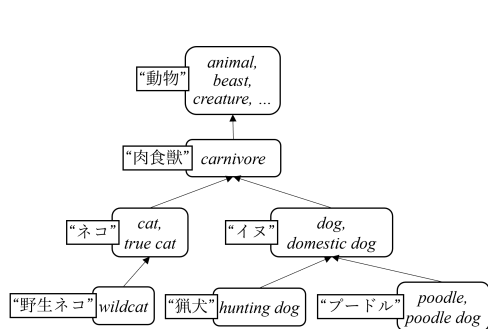 “動物”
animal,
beast,
creature, …
“肉食獣”
carnivore
“ネコ”
cat,
true cat
“イヌ”
dog,
domestic dog
“野生ネコ”
wildcat
“猟犬”
hunting dog
“プードル”
poodle,
poodle dog